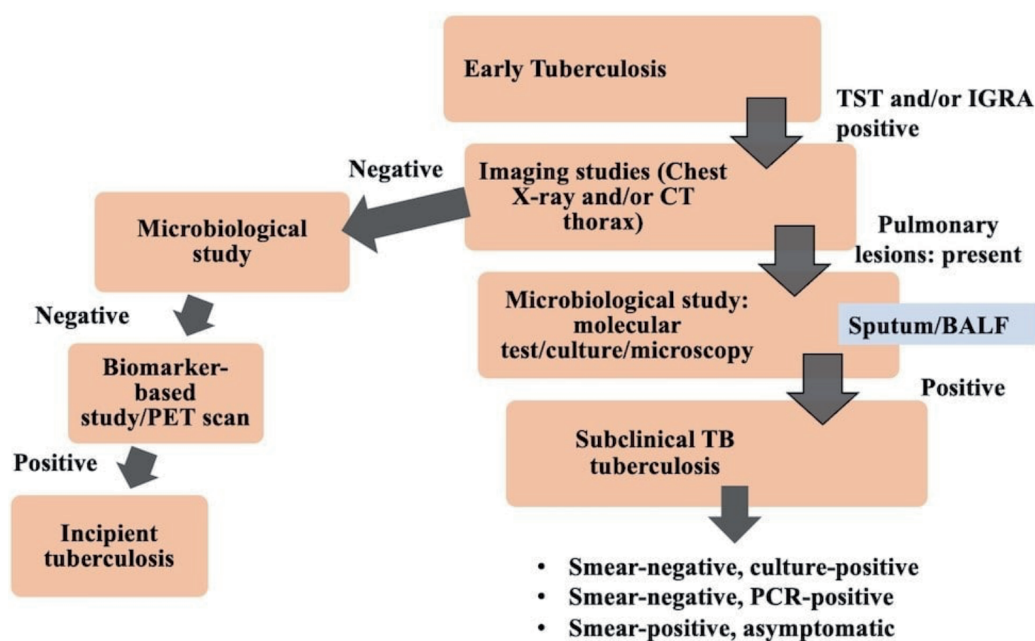 Early Tuberculosis
TST and/or IGRA
positive
Negative
Imaging studies (Chest
X-ray and/or CT
thorax)
Microbiological
study
Pulmonary
lesions: present
Negative
Microbiological study:
molecular
test/culture/microscopy
Sputum/BALF
Biomarker-
based
study/PET scan
Positive
Positive
Subclinical TB
tuberculosis
Incipient
tuberculosis
• Smear-negative, culture-positive
• Smear-negative, PCR-positive
• Smear-positive, asymptomatic